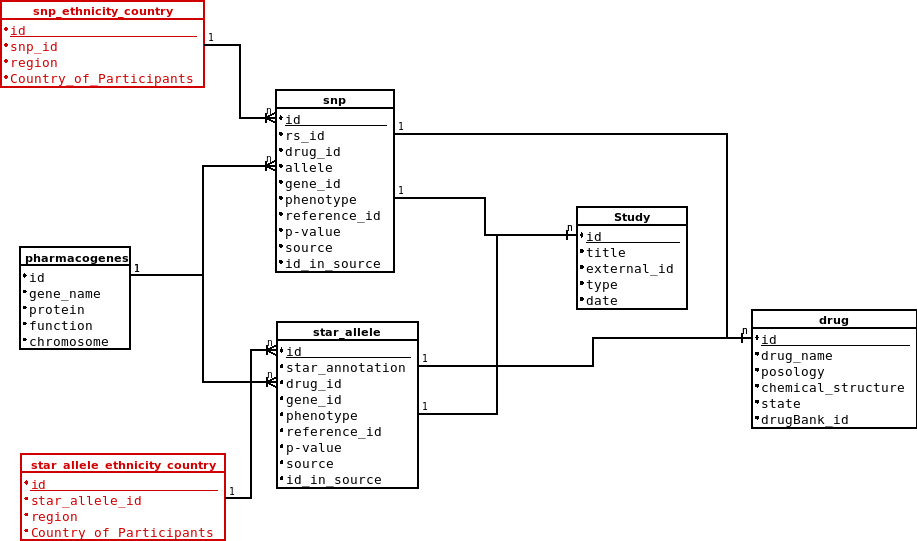 snp_ethnicity_country
id
snp_id
region
Country_of_Participants
1
n
snp
id
rs_id
drug_id
allele
gene_id
phenotype
reference_id
p-value
source
id_in_source
1
1
n
Study
id
title
external_id
type
date
n
pharmacogenes
id
gene_name
protein
function
chromosome
1
star_allele
id
star_annotation
drug_id
gene_id
phenotype
reference_id
p-value
source
id_in_source
n
n
1
1
drug
id
drug_name
posology
chemical_structure
state
drugBank_id
n
star_allele_ethnicity_country
id
star_allele_id
region
Country_of_Participants
1